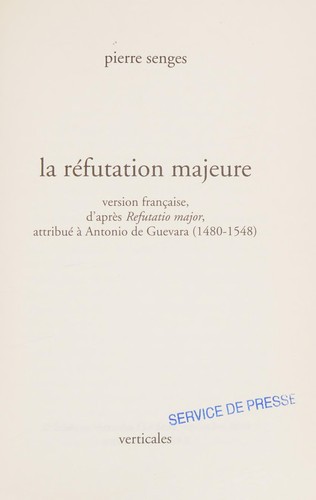 pierre senges
la réfutation majeure
version française,
d'après Refutatio major,
attribué à Antonio de Guevara (1480-1548)
SERVICE DE PRESSE
verticales